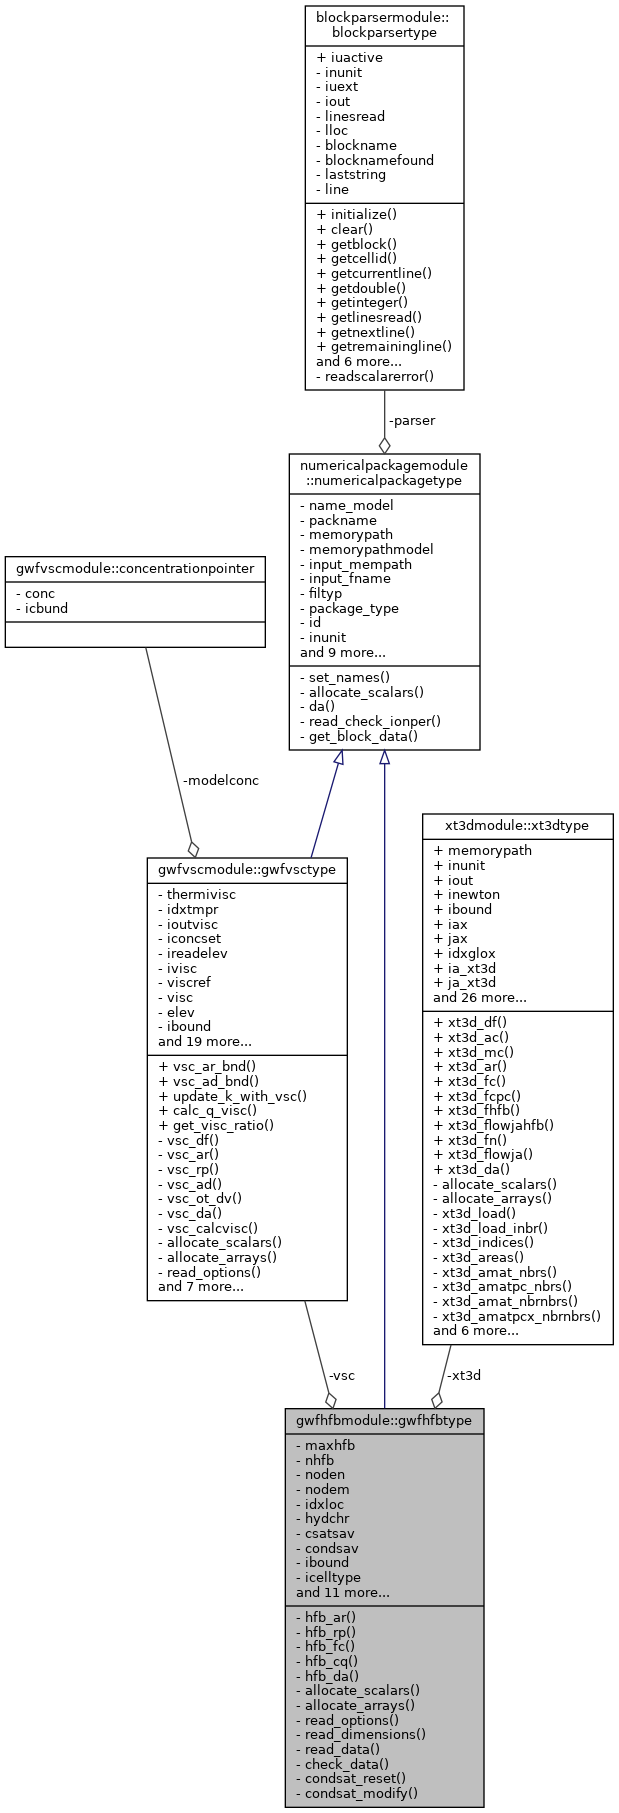 blockparsermodule::
blockparsertype
+ iuactive
- inunit
- iuext
- iout
- linesread
- lloc
- blockname
- blocknamefound
- laststring
- line
+ initialize()
+ clear()
+ getblock()
+ getcellid()
+ getcurrentline()
+ getdouble()
+ getinteger()
+ getlinesread()
+ getnextline()
+ getremainingline()
and 6 more...
- readscalarerror()
-parser
numericalpackagemodule
::numericalpackagetype
- name_model
- packname
- memorypath
- memorypathmodel
- input_mempath
- input_fname
- filtyp
- package_type
- id
- inunit
and 9 more...
- set_names()
- allocate_scalars()
- da()
- read_check_ionper()
- get_block_data()
gwfvscmodule::concentrationpointer
- conc
- icbund
-modelconc
gwfvscmodule::gwfvsctype
- thermivisc
- idxtmpr
- ioutvisc
- iconcset
- ireadelev
- ivisc
- viscref
- visc
- elev
- ibound
and 19 more...
+ vsc_ar_bnd()
+ vsc_ad_bnd()
+ update_k_with_vsc()
+ calc_q_visc()
+ get_visc_ratio()
- vsc_df()
- vsc_ar()
- vsc_rp()
- vsc_ad()
- vsc_ot_dv()
- vsc_da()
- vsc_calcvisc()
- allocate_scalars()
- allocate_arrays()
- read_options()
and 7 more...
-vsc
xt3dmodule::xt3dtype
+ memorypath
+ inunit
+ iout
+ inewton
+ ibound
+ iax
+ jax
+ idxglox
+ ia_xt3d
+ ja_xt3d
and 26 more...
+ xt3d_df()
+ xt3d_ac()
+ xt3d_mc()
+ xt3d_ar()
+ xt3d_fc()
+ xt3d_fcpc()
+ xt3d_fhfb()
+ xt3d_flowjahfb()
+ xt3d_fn()
+ xt3d_flowja()
+ xt3d_da()
- allocate_scalars()
- allocate_arrays()
- xt3d_load()
- xt3d_load_inbr()
- xt3d_indices()
- xt3d_areas()
- xt3d_amat_nbrs()
- xt3d_amatpc_nbrs()
- xt3d_amat_nbrnbrs()
- xt3d_amatpcx_nbrnbrs()
and 6 more...
-xt3d
gwfhfbmodule::gwfhfbtype
- maxhfb
- nhfb
- noden
- nodem
- idxloc
- hydchr
- csatsav
- condsav
- ibound
- icelltype
and 11 more...
- hfb_ar()
- hfb_rp()
- hfb_fc()
- hfb_cq()
- hfb_da()
- allocate_scalars()
- allocate_arrays()
- read_options()
- read_dimensions()
- read_data()
- check_data()
- condsat_reset()
- condsat_modify()